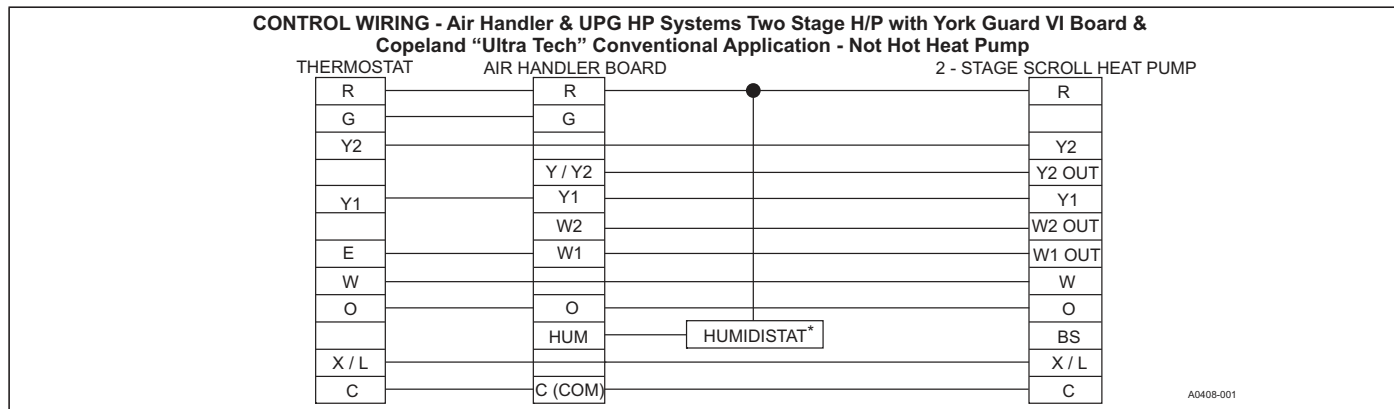 CONTROL WIRING - Air Handler & UPG HP Systems Two Stage H/P with York Guard VI Board &
Copeland “Ultra Tech” Conventional Application - Not Hot Heat Pump
THERMOSTAT AIR HANDLER BOARD 2 - STAGE SCROLL HEAT PUMP
R R R
G G
Y2 Y2
Y / Y2 Y2 OUT
Y1 Y1 Y1
W2 W2 OUT
E W1 W1 OUT
W W
O O O
HUM HUMIDISTAT* BS
X / L X / L
C C (COM) C
A0408-001